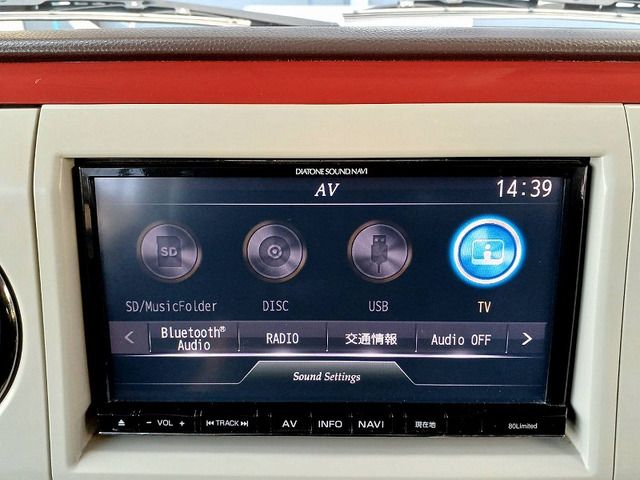 DIATONE SOUND.NAVI
AV
14:39
SD
SD/MusicFolder
DISC
USB
TV
Bluetooth®
Audio
RADIO
交通情報
Audio OFF
Sound Settings
− VOL +
TRACK
AV
INFO
NAVI
現在地
80Limited